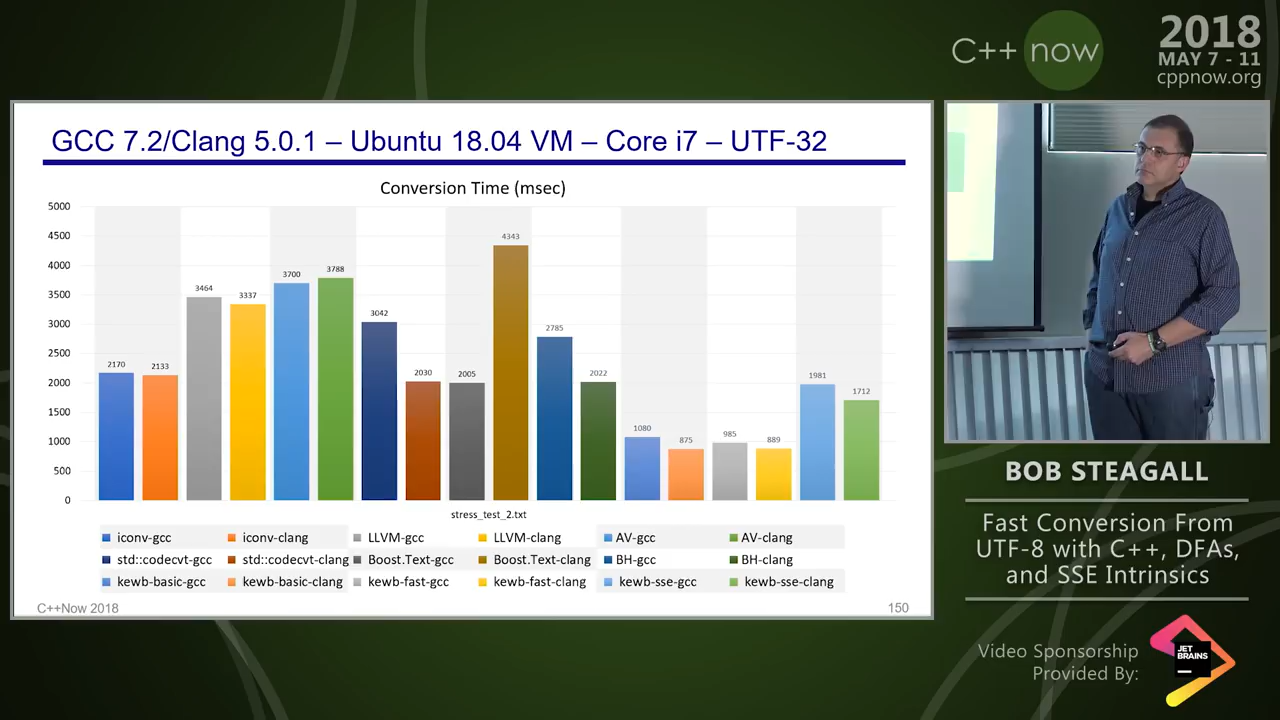 C++ now
2018
MAY 7 - 11
cppnow.org
GCC 7.2/Clang 5.0.1 – Ubuntu 18.04 VM – Core i7 – UTF-32
Conversion Time (msec)
5000
4500
4000
3500
3000
2500
2000
1500
1000
500
0
2170
2133
3464
3337
3700
3788
3042
2030
2005
4343
2785
2022
1080
875
985
889
1981
1712
stress_test_2.txt
iconv-gcc iconv-clang LLVM-gcc LLVM-clang AV-gcc AV-clang
std::codecvt-gcc std::codecvt-clang Boost.Text-gcc Boost.Text-clang BH-gcc BH-clang
kewb-basic-gcc kewb-basic-clang kewb-fast-gcc kewb-fast-clang kewb-sse-gcc kewb-sse-clang
C++Now 2018
150
BOB STEAGALL
Fast Conversion From
UTF-8 with C++, DFAs,
and SSE Intrinsics
Video Sponsorship
Provided By:
JET
BRAINS